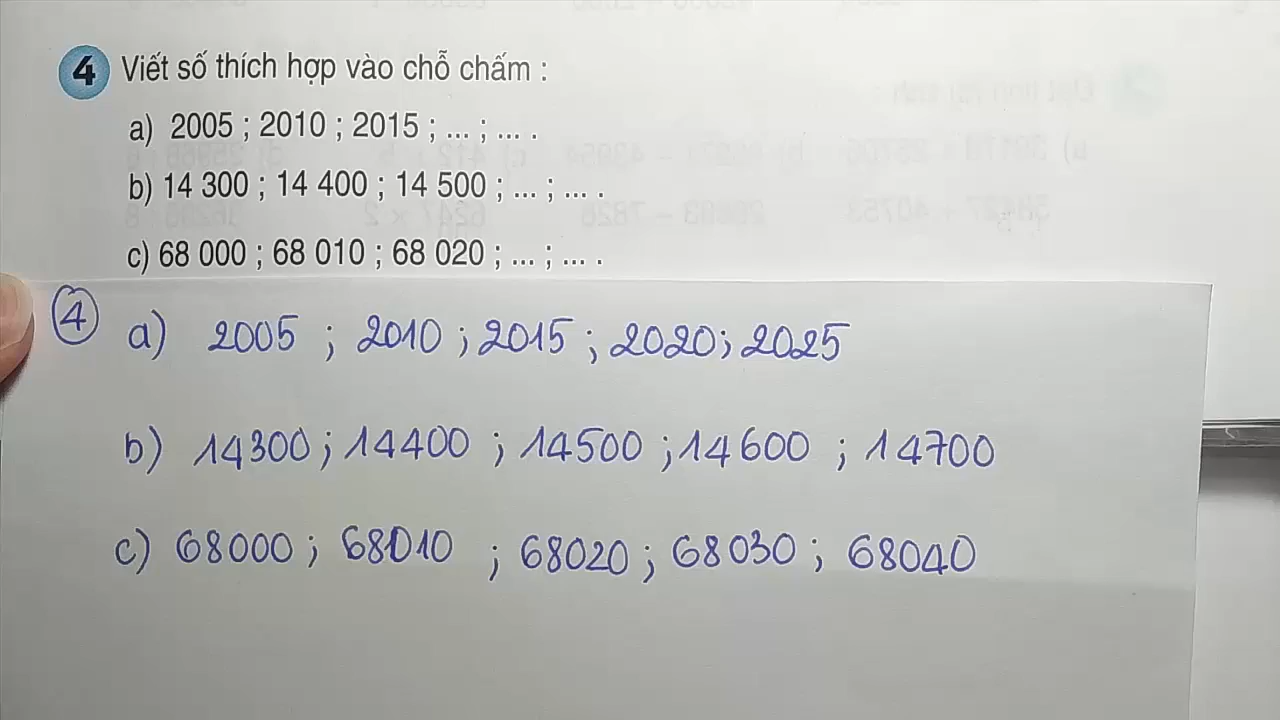 4 Viết số thích hợp vào chỗ chấm :
a) 2005 ; 2010 ; 2015 ; ... ; ... .
b) 14 300 ; 14 400 ; 14 500 ; ... ; ... .
c) 68 000 ; 68 010 ; 68 020 ; ... ; ... .
4 a) 2005 ; 2010 ; 2015 ; 2020 ; 2025
b) 14300 ; 14400 ; 14500 ; 14600 ; 14700
c) 68000 ; 68010 ; 68020 ; 68030 ; 68040